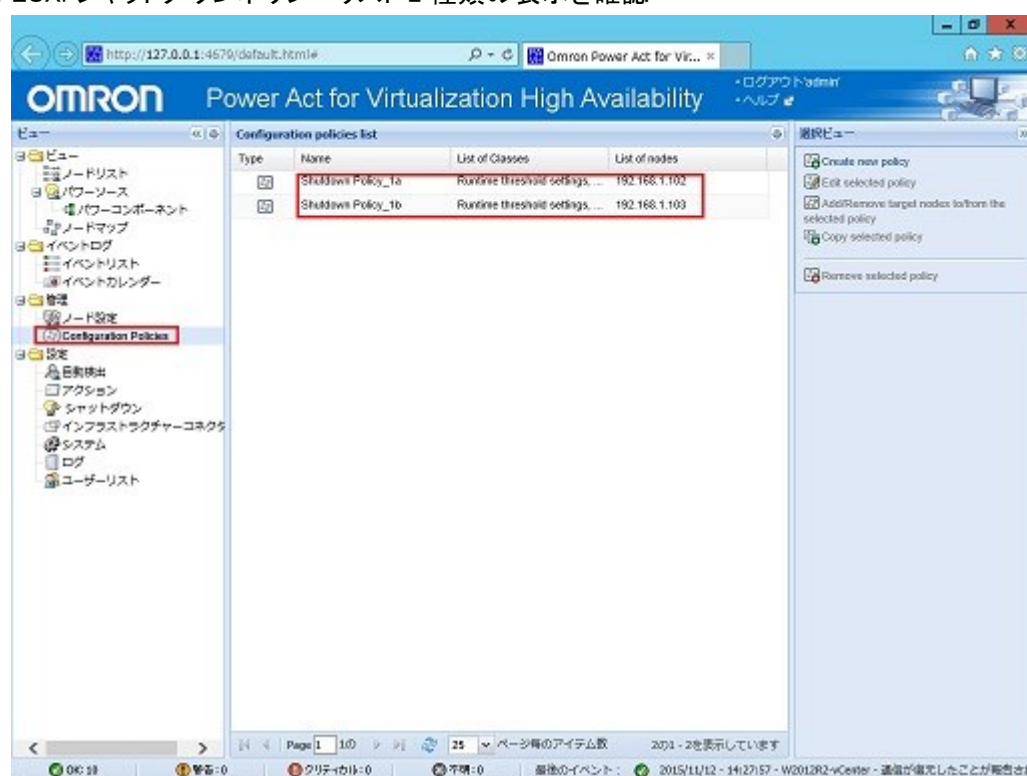 http://127.0.0.1:4679/default.html#
Omron Power Act for Vir... ×
OMRON Power Act for Virtualization High Availability
・ログアウト'admin'
・ヘルプ
ビュー
ビュー
ノードリスト
パワーソース
パワーコンポーネント
ノードマップ
イベントログ
イベントリスト
イベントカレンダー
管理
ノード設定
Configuration Policies
設定
自動検出
アクション
シャットダウン
インフラストラクチャーコネクタ
システム
ログ
ユーザーリスト
Configuration policies list
Type Name List of Classes List of nodes
Shutdown Policy_1a Runtime threshold settings, ... 192.168.1.102
Shutdown Policy_1b Runtime threshold settings, ... 192.168.1.103
選択ビュー
Create new policy
Edit selected policy
Add/Remove target nodes to/from the
selected policy
Copy selected policy
Remove selected policy
Page 1 1の 25 ページ毎のアイテム数 2の1 - 2を表示しています
OK: 10 警告: 0 クリティカル: 0 不明: 0 最後のイベント: 2015/11/12 - 14:27:57 - W2012R2-vCenter - 通信が復元したことが報告さ